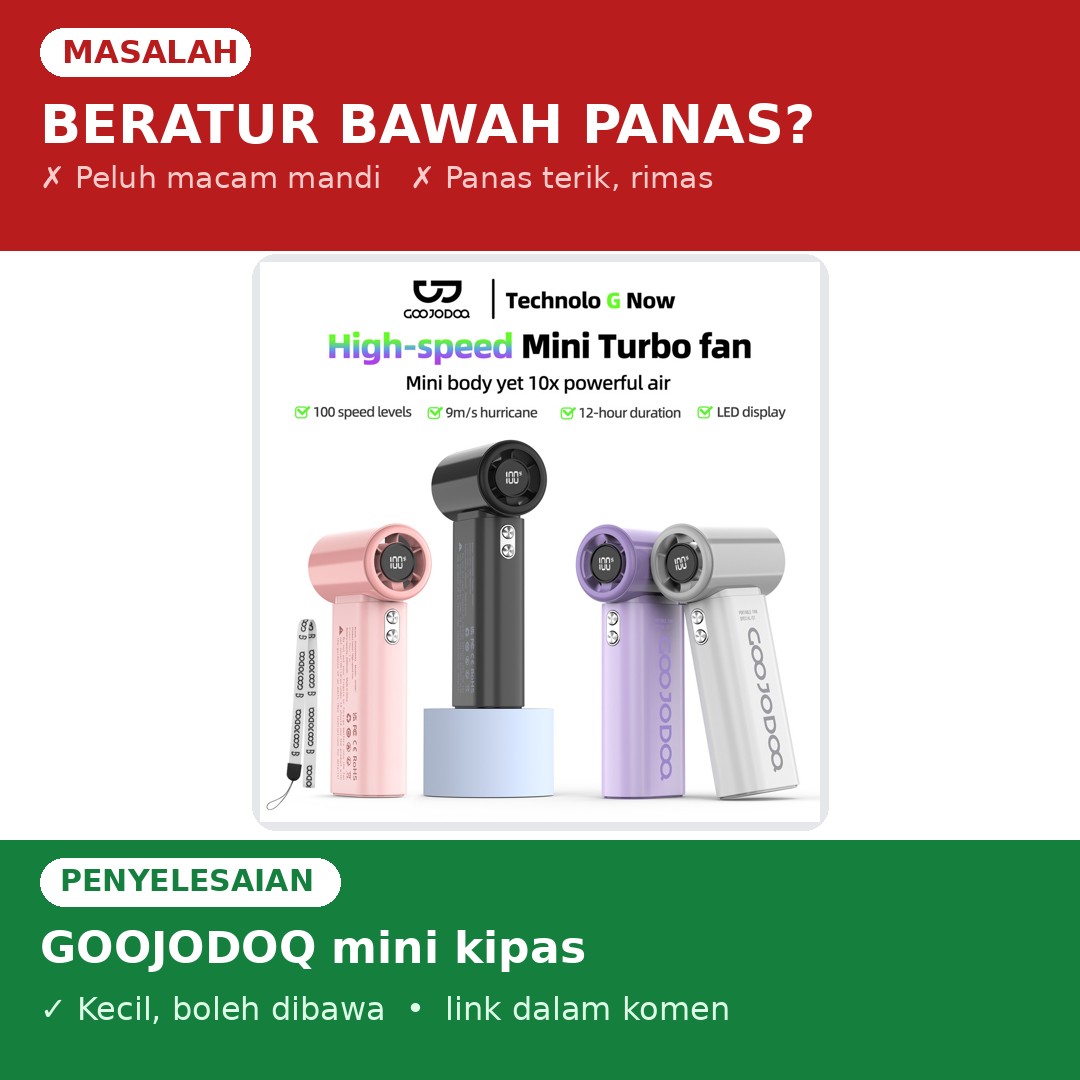 MASALAH
BERATUR BAWAH PANAS?
✗ Peluh macam mandi ✗ Panas terik, rimas
GOOJODOQ
Technolo G Now
High-speed Mini Turbo fan
Mini body yet 10x powerful air
100 speed levels 9m/s hurricane 12-hour duration LED display
100
100
100
100
GOOJODOQ
GOOJODOQ
CE RoHS
PENYELESAIAN
GOOJODOQ mini kipas
✓ Kecil, boleh dibawa • link dalam komen